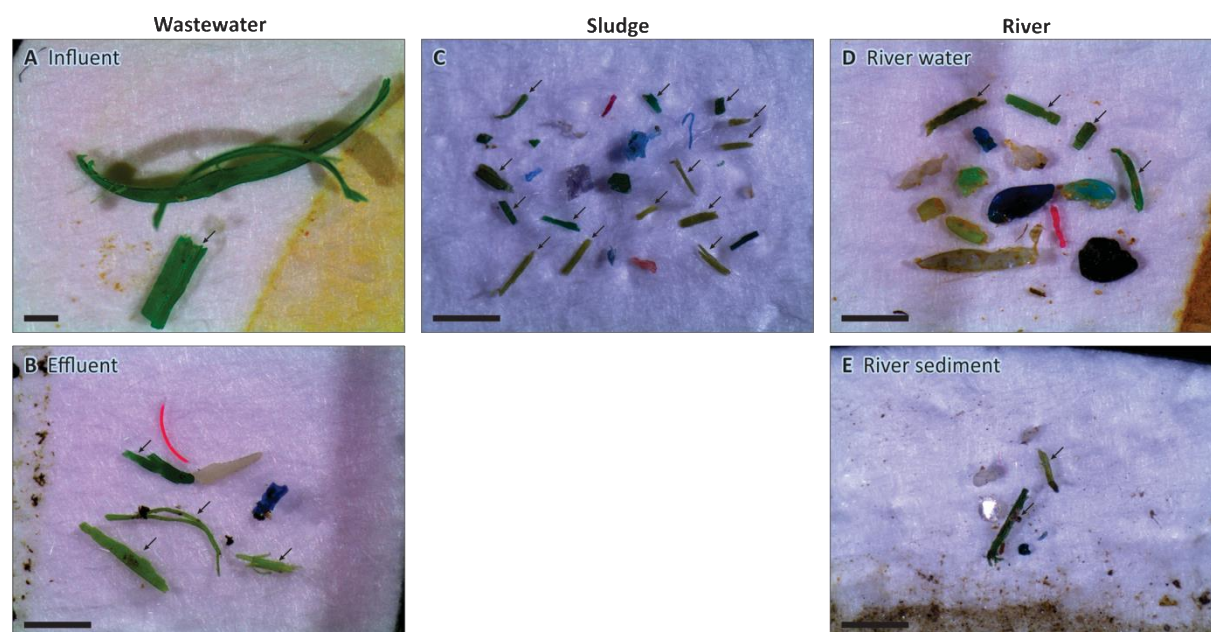 Wastewater
Sludge
River
A Influent
C
D River water
B Effluent
E River sediment